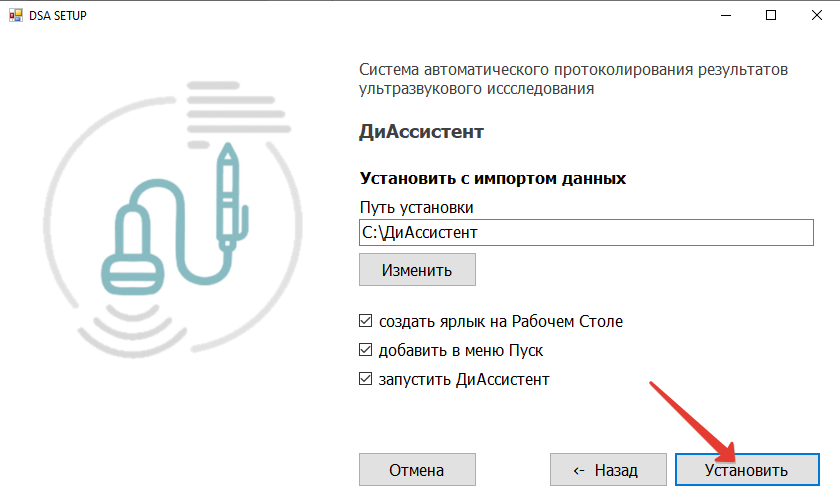 DSA SETUP
Система автоматического протоколирования результатов
ультразвукового иссследования
ДиАссистент
Установить с импортом данных
Путь установки
C:\ДиАссистент
Изменить
создать ярлык на Рабочем Столе
добавить в меню Пуск
запустить ДиАссистент
Отмена
<- Назад
Установить